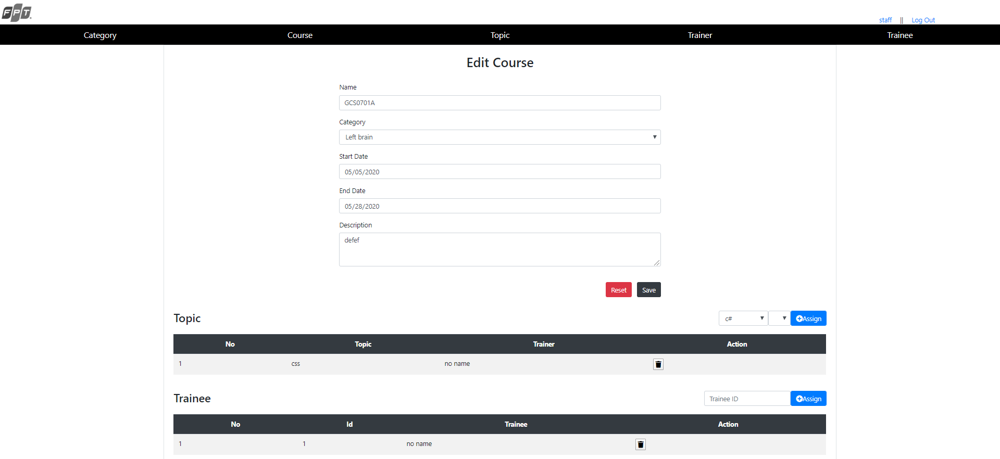 FPT
staff || Log Out
Category Course Topic Trainer Trainee
Edit Course
Name
GCS0701A
Category
Left brain
Start Date
05/05/2020
End Date
05/28/2020
Description
defef
Reset Save
Topic c# Assign
No Topic Trainer Action
1 css no name
Trainee Trainee ID Assign
No Id Trainee Action
1 1 no name